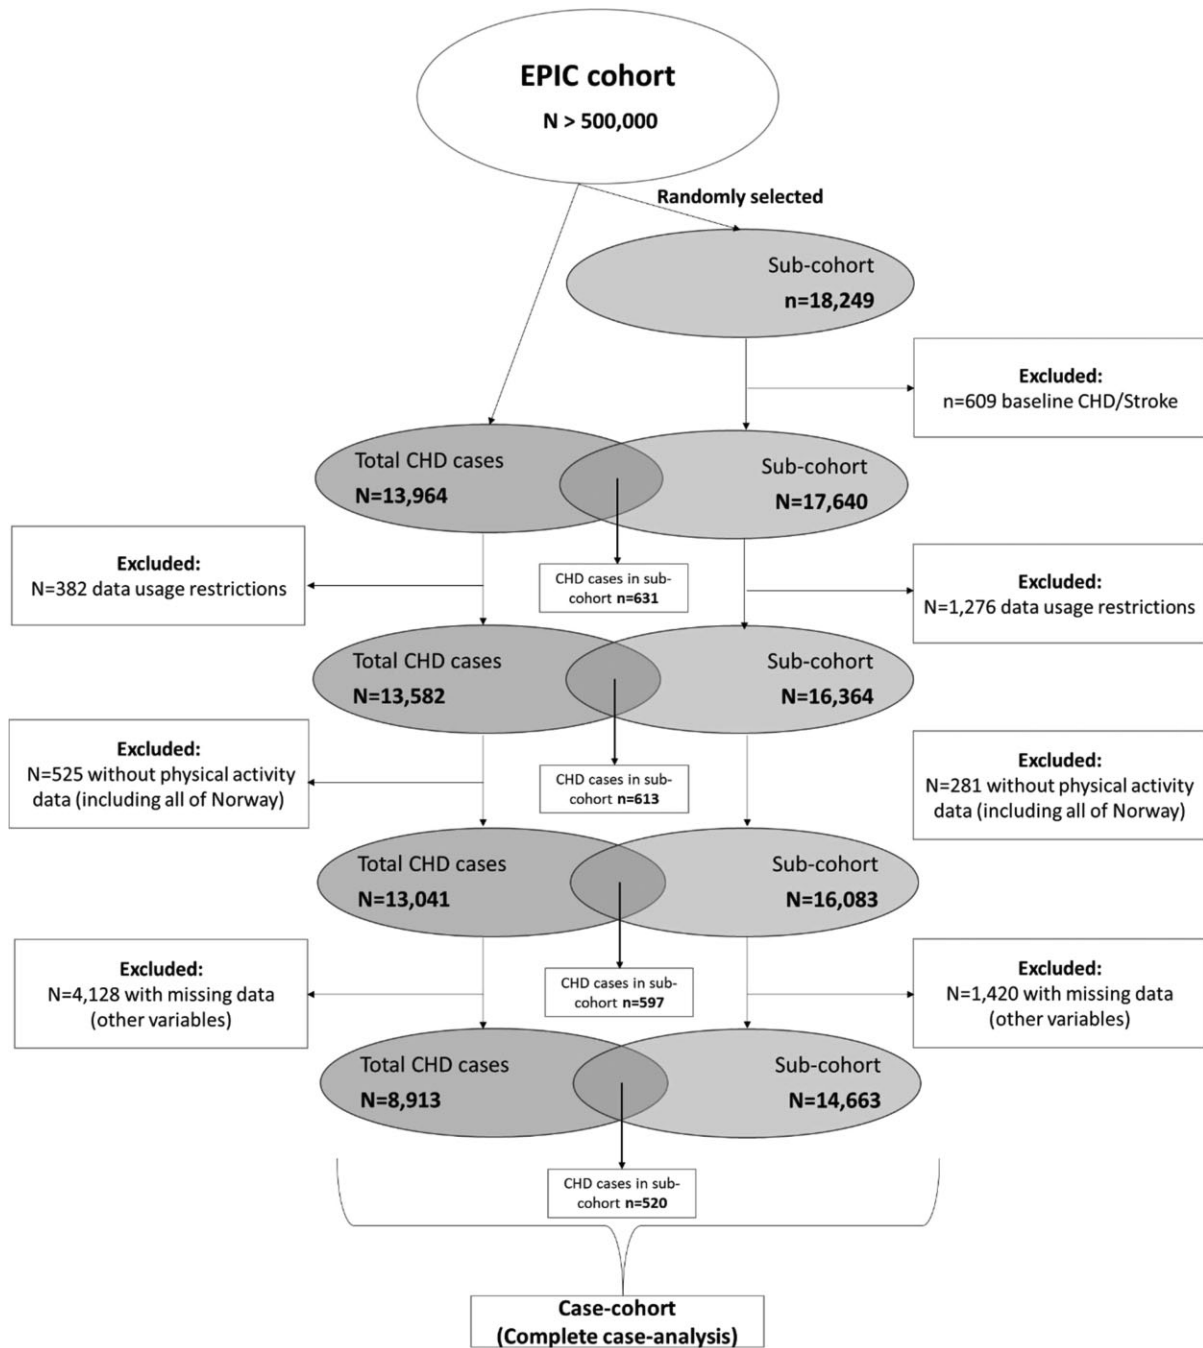 EPIC cohort
N > 500,000
Randomly selected
Sub-cohort
n=18,249
Excluded:
n=609 baseline CHD/Stroke
Total CHD cases
N=13,964
Sub-cohort
N=17,640
CHD cases in sub-
cohort n=631
Excluded:
N=382 data usage restrictions
Excluded:
N=1,276 data usage restrictions
Total CHD cases
N=13,582
Sub-cohort
N=16,364
CHD cases in sub-
cohort n=613
Excluded:
N=525 without physical activity
data (including all of Norway)
Excluded:
N=281 without physical activity
data (including all of Norway)
Total CHD cases
N=13,041
Sub-cohort
N=16,083
CHD cases in sub-
cohort n=597
Excluded:
N=4,128 with missing data
(other variables)
Excluded:
N=1,420 with missing data
(other variables)
Total CHD cases
N=8,913
Sub-cohort
N=14,663
CHD cases in sub-
cohort n=520
Case-cohort
(Complete case-analysis)